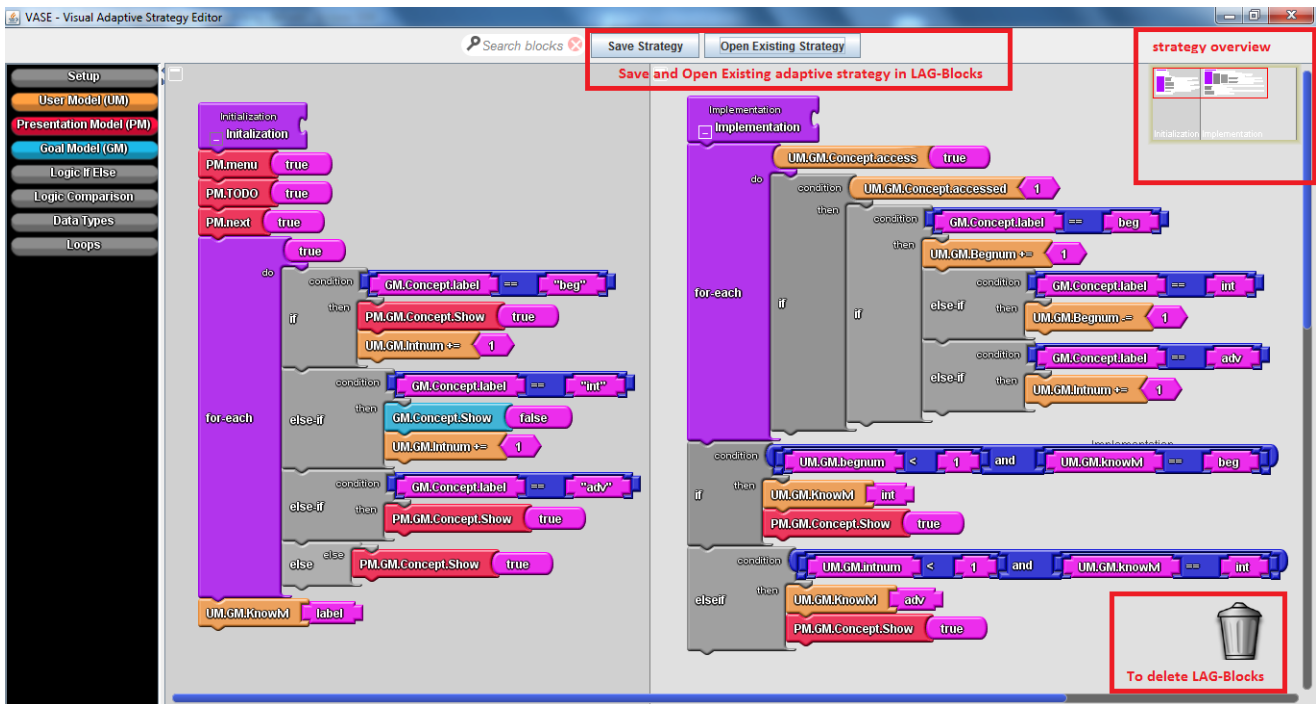 VASE - Visual Adaptive Strategy Editor
Search blocks
Save Strategy
Open Existing Strategy
Save and Open Existing adaptive strategy in LAG-Blocks
strategy overview
Initialization Implementation
Setup
User Model (UM)
Presentation Model (PM)
Goal Model (GM)
Logic If Else
Logic Comparison
Data Types
Loops
Initialization
Initalization
PM.menu true
PM.TODO true
PM.next true
for-each true
do
if condition GM.Concept.label == "beg"
then PM.GM.Concept.Show true
UM.GM.Intnum += 1
else-if condition GM.Concept.label == "int"
then GM.Concept.Show false
UM.GM.Intnum += 1
else-if condition GM.Concept.label == "adv"
then PM.GM.Concept.Show true
else else PM.GM.Concept.Show true
UM.GM.Knowlvl label
Implementation
Implementation
for-each UM.GM.Concept.access true
do
if condition UM.GM.Concept.accessed 1
then
if condition GM.Concept.label == beg
then UM.GM.Begnum += 1
else-if condition GM.Concept.label == int
then UM.GM.Begnum -= 1
else-if condition GM.Concept.label == adv
then UM.GM.Intnum += 1
Implementation
if condition UM.GM.begnum < 1 and UM.GM.knowlvl == beg
then UM.GM.Knowlvl int
PM.GM.Concept.Show true
elseif condition UM.GM.intnum < 1 and UM.GM.knowlvl == int
then UM.GM.Knowlvl adv
PM.GM.Concept.Show true
To delete LAG-Blocks